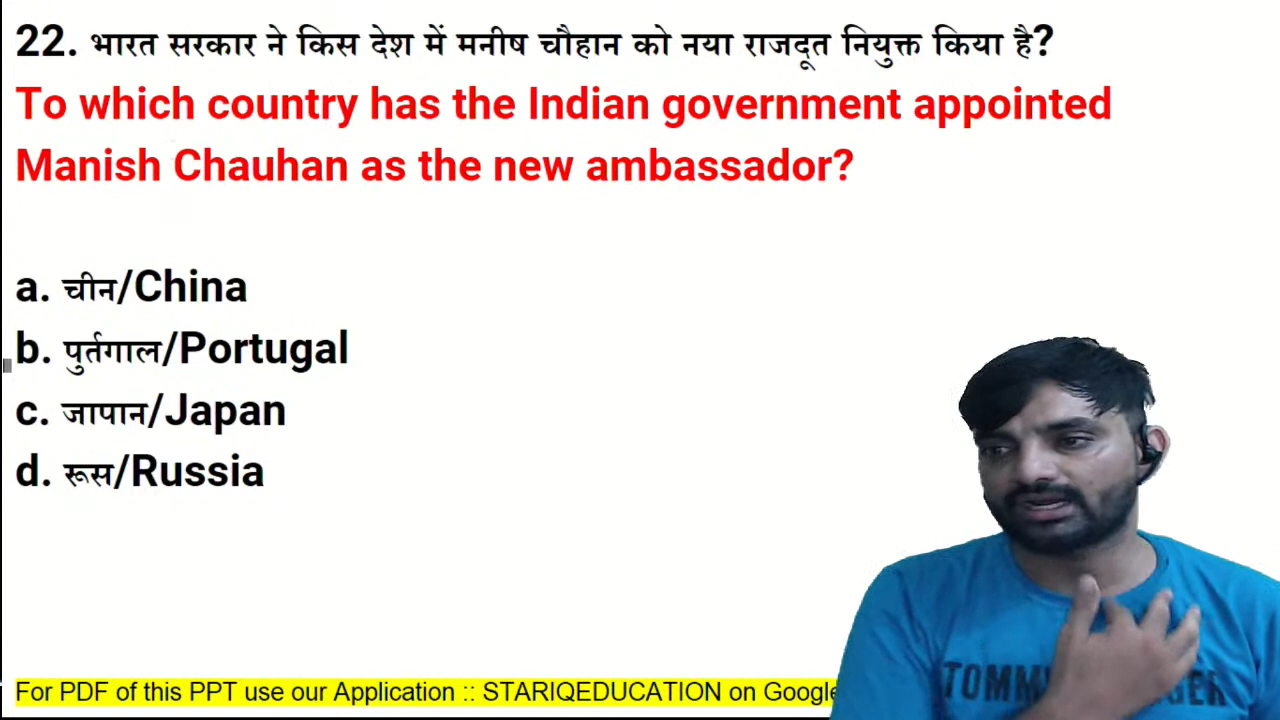 22. भारत सरकार ने किस देश में मनीष चौहान को नया राजदूत नियुक्त किया है?
To which country has the Indian government appointed
Manish Chauhan as the new ambassador?
a. चीन/China
b. पुर्तगाल/Portugal
c. जापान/Japan
d. रूस/Russia
For PDF of this PPT use our Application :: STARIQEDUCATION on Google